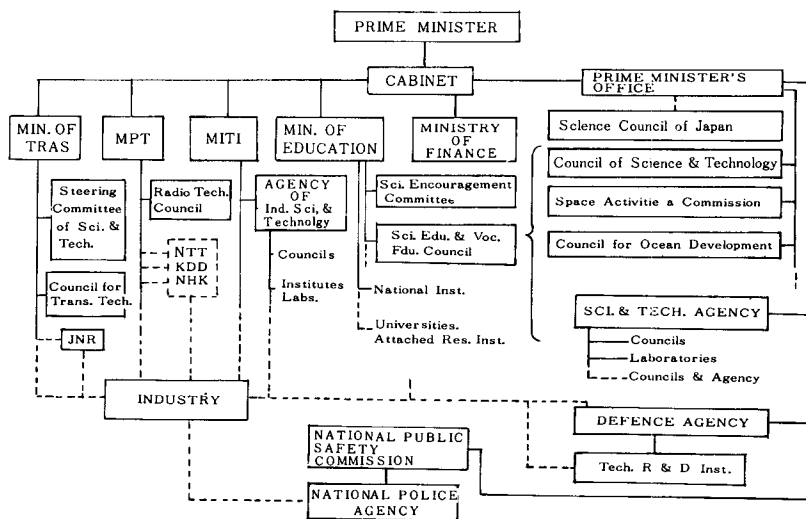 PRIME MINISTER
CABINET
PRIME MINISTER'S
OFFICE
MIN. OF
TRAS
MPT
MITI
MIN. OF
EDUCATION
MINISTRY
OF
FINANCE
Science Council of Japan
Council of Science & Technology
Space Activitie a Commission
Council for Ocean Development
Steering
Committee
of Sci. &
Tech.
Radio Tech.
Council
AGENCY
OF
Ind. Sci, &
Technolgy
Sci. Encouragement
Committee
Sci. Edu. & Voc.
Fdu. Council
NTT
KDD
NHK
Councils
Institutes
Labs.
National Inst.
Universities.
Attached Res. Inst.
Council for
Trans. Tech.
JNR
SCI. & TECH. AGENCY
Councils
Laboratories
Councils & Agency
INDUSTRY
DEFENCE AGENCY
Tech. R & D Inst.
NATIONAL PUBLIC
SAFETY
COMMISSION
NATIONAL POLICE
AGENCY